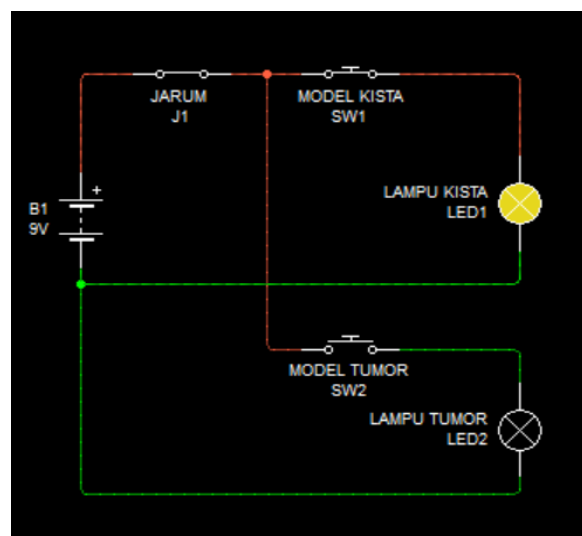 JARUM
J1
MODEL KISTA
SW1
+
B1
9V
LAMPU KISTA
LED1
MODEL TUMOR
SW2
LAMPU TUMOR
LED2